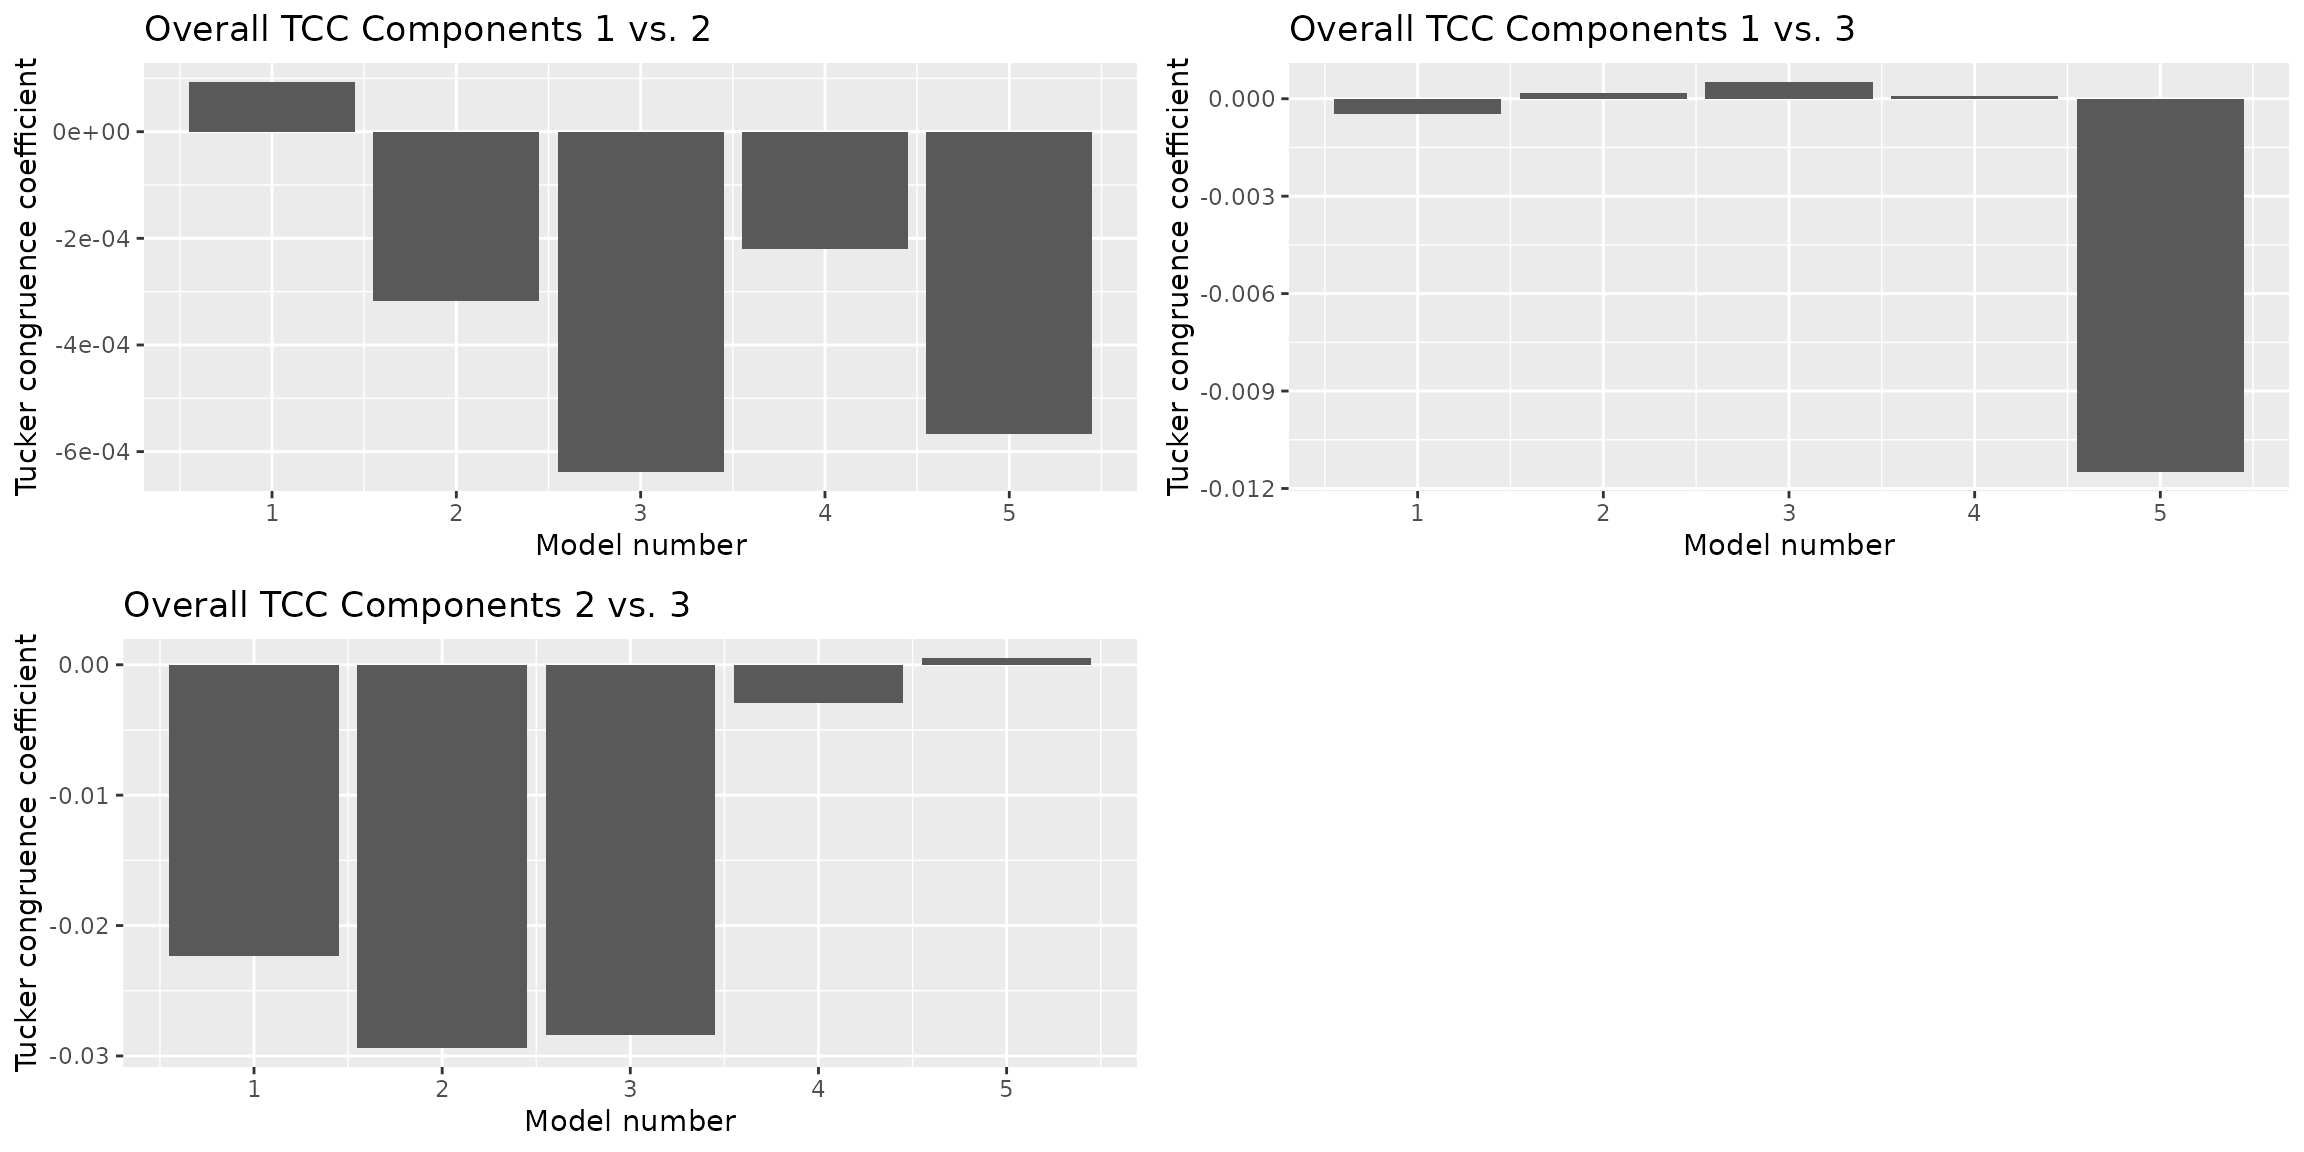 Overall TCC Components 1 vs. 2
Tucker congruence coefficient
0e+00
-2e-04
-4e-04
-6e-04
1 2 3 4 5
Model number
Overall TCC Components 1 vs. 3
Tucker congruence coefficient
0.000
-0.003
-0.006
-0.009
-0.012
1 2 3 4 5
Model number
Overall TCC Components 2 vs. 3
Tucker congruence coefficient
0.00
-0.01
-0.02
-0.03
1 2 3 4 5
Model number